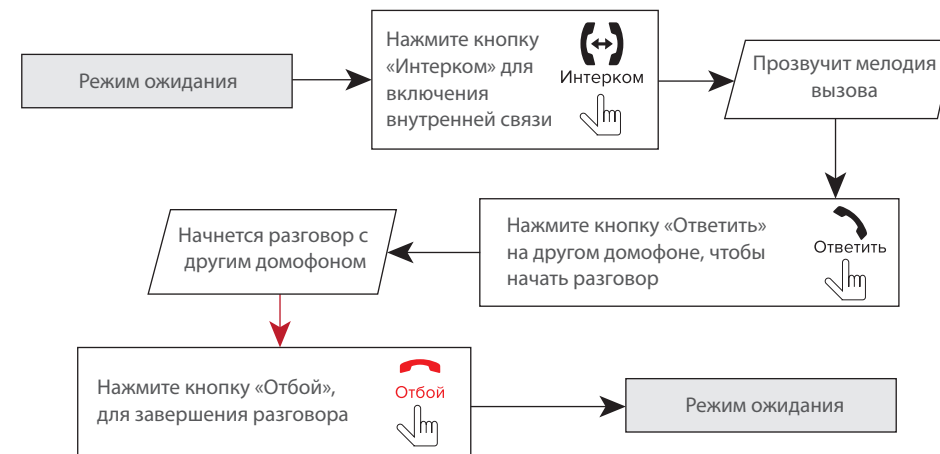 Режим ожидания
Нажмите кнопку
«Интерком» для
включения
внутренней связи
Интерком
Прозвучит мелодия
вызова
Нажмите кнопку «Ответить»
на другом домофоне, чтобы
начать разговор
Ответить
Начнется разговор с
другим домофоном
Нажмите кнопку «Отбой»,
для завершения разговора
Отбой
Режим ожидания